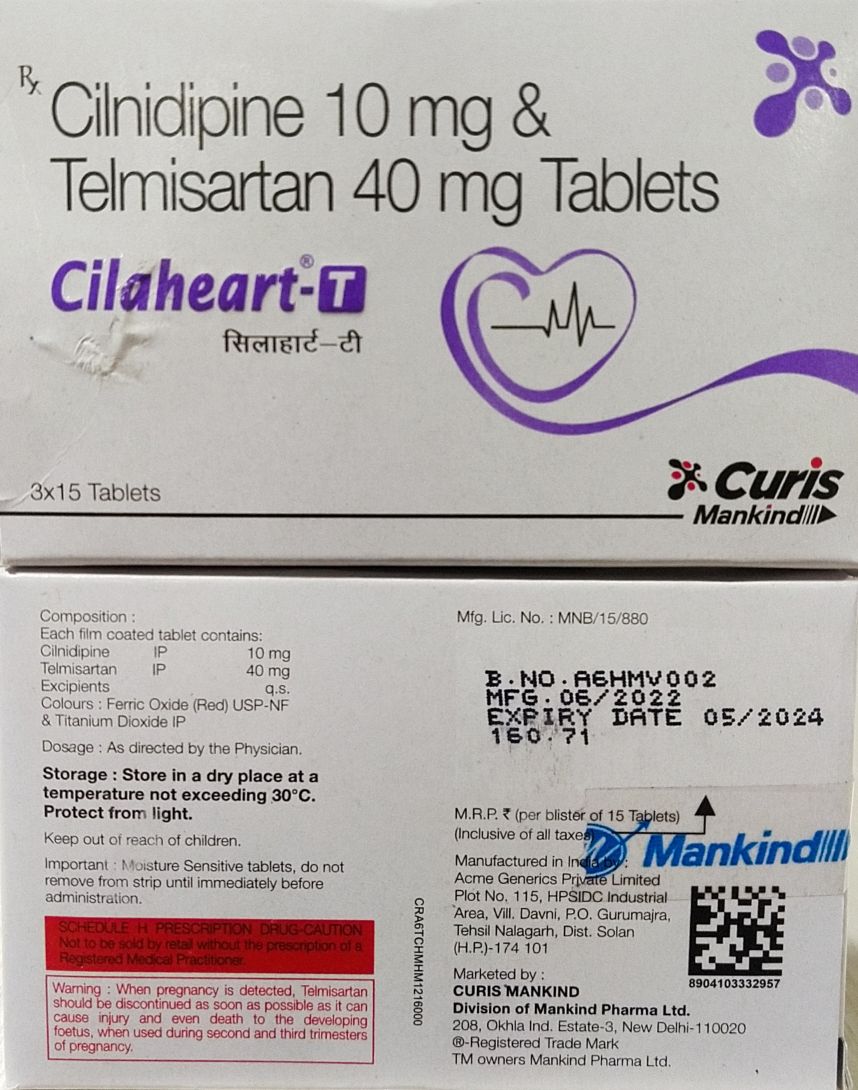 Rx
Cilnidipine 10 mg &
Telmisartan 40 mg Tablets
Cilaheart-®T
सिलाहार्ट–टी
3x15 Tablets
Curis
Mankind
Composition :
Each film coated tablet contains:
Cilnidipine IP 10 mg
Telmisartan IP 40 mg
Excipients q.s.
Colours : Ferric Oxide (Red) USP-NF
& Titanium Dioxide IP
Dosage : As directed by the Physician.
Storage : Store in a dry place at a
temperature not exceeding 30°C.
Protect from light.
Keep out of reach of children.
Important : Moisture Sensitive tablets, do not
remove from strip until immediately before
administration.
SCHEDULE H PRESCRIPTION DRUG-CAUTION
Not to be sold by retail without the prescription of a
Registered Medical Practitioner.
Warning : When pregnancy is detected, Telmisartan
should be discontinued as soon as possible as it can
cause injury and even death to the developing
foetus, when used during second and third trimesters
of pregnancy.
CRA6TCHMHM1216000
Mfg. Lic. No. : MNB/15/880
B.NO.A6HMV002
MFG.06/2022
EXPIRY DATE 05/2024
160.71
M.R.P. ₹ (per blister of 15 Tablets)
(Inclusive of all taxes)
Mankind
Manufactured in India by :
Acme Generics Private Limited
Plot No. 115, HPSIDC Industrial
Area, Vill. Davni, P.O. Gurumajra,
Tehsil Nalagarh, Dist. Solan
(H.P.)-174 101
8904103332957
Marketed by :
CURIS MANKIND
Division of Mankind Pharma Ltd.
208, Okhla Ind. Estate-3, New Delhi-110020
®-Registered Trade Mark
TM owners Mankind Pharma Ltd.